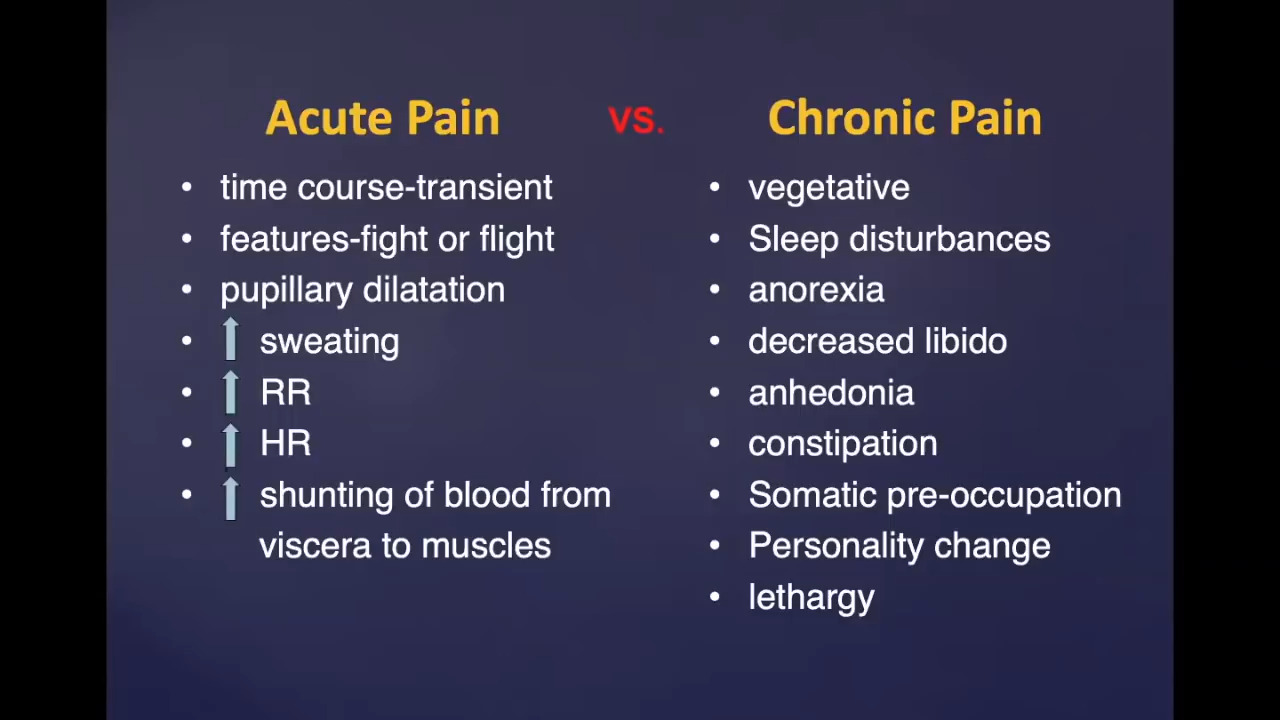 Acute Pain vs. Chronic Pain
• time course-transient
• features-fight or flight
• pupillary dilatation
• ↑ sweating
• ↑ RR
• ↑ HR
• ↑ shunting of blood from
viscera to muscles
• vegetative
• Sleep disturbances
• anorexia
• decreased libido
• anhedonia
• constipation
• Somatic pre-occupation
• Personality change
• lethargy